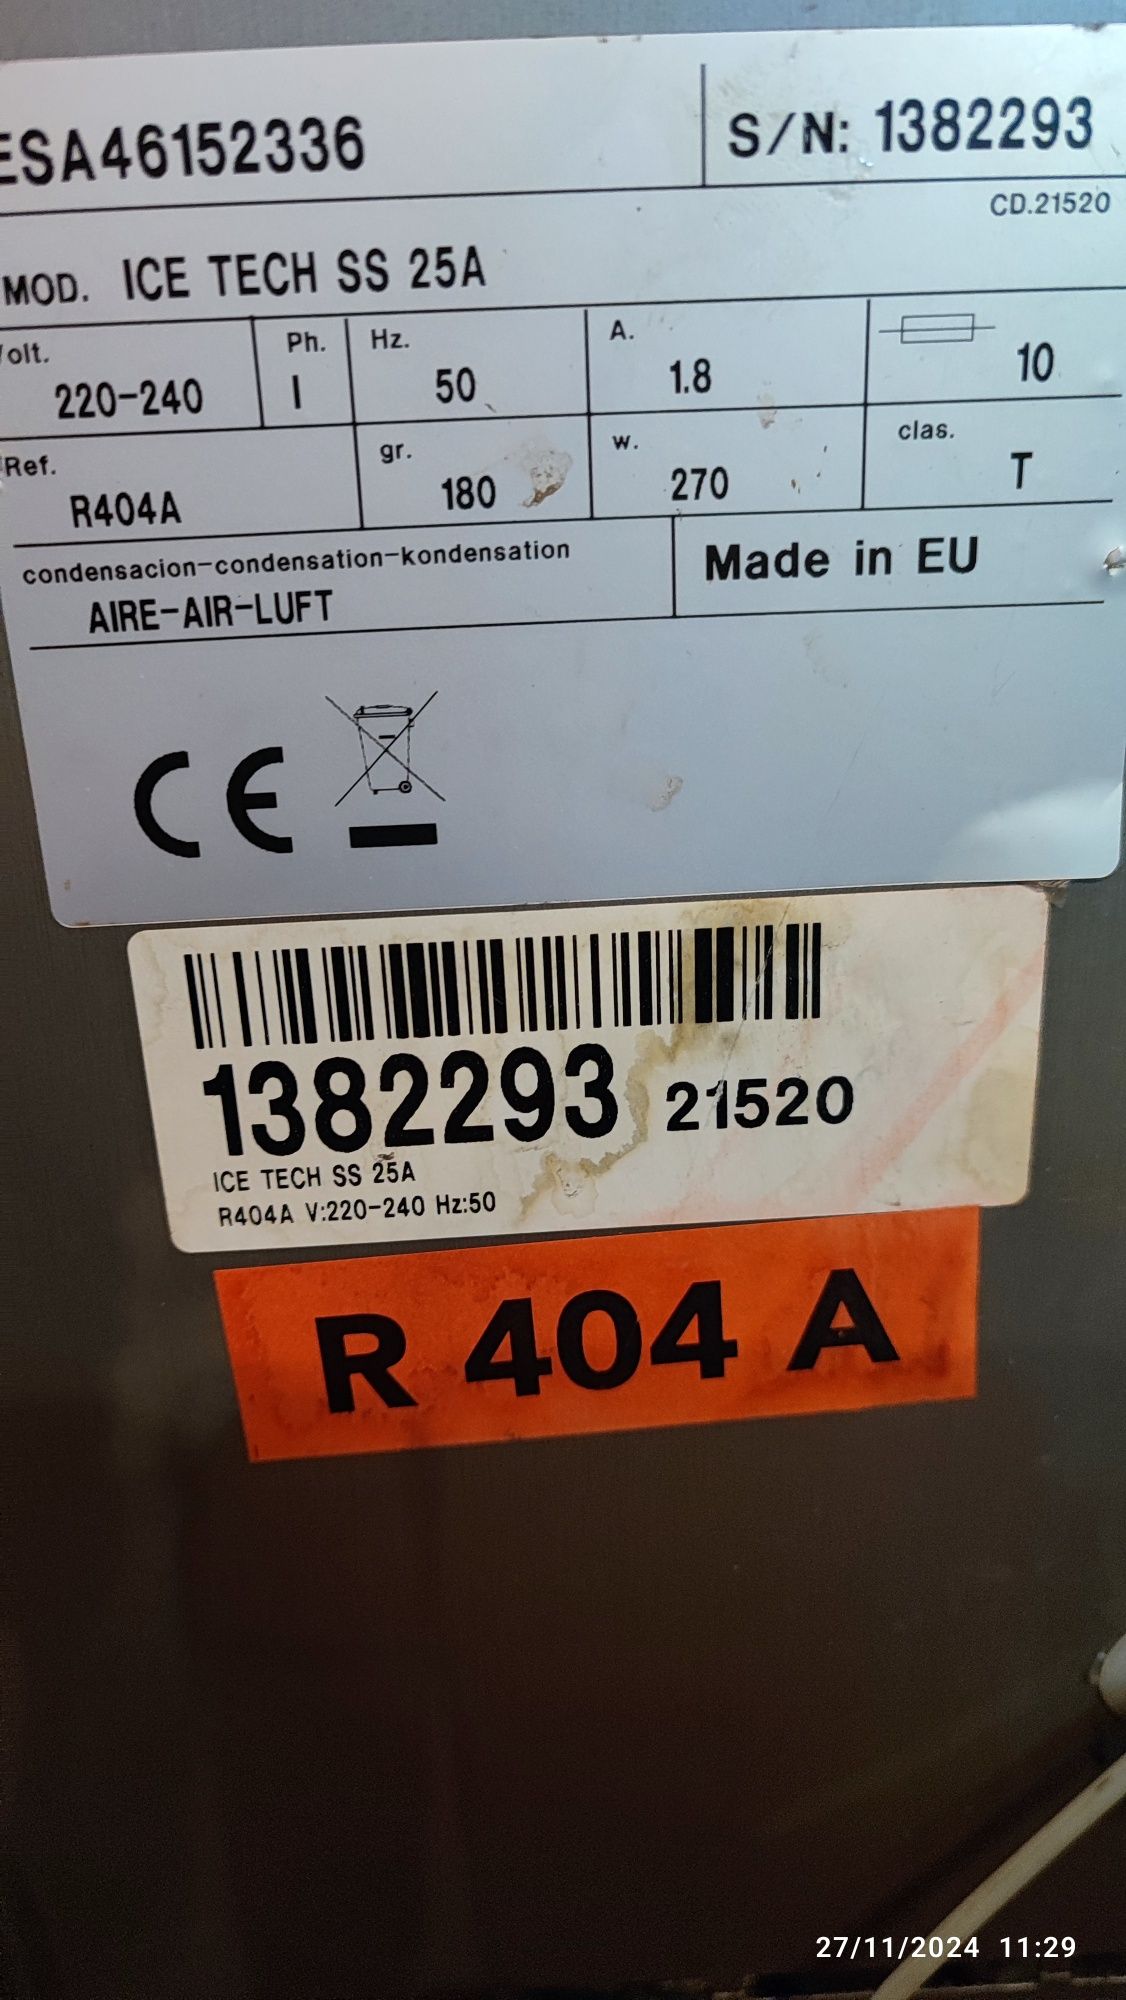 ESA46152336
S/N: 1382293
CD.21520
MOD. ICE TECH SS 25A
Volt. 220-240
Ph. I
Hz. 50
A. 1.8
10
Ref. R404A
gr. 180
w. 270
clas. T
condensacion-condensation-kondensation
AIRE-AIR-LUFT
Made in EU
CE
1382293 21520
ICE TECH SS 25A
R404A V:220-240 Hz:50
R 404 A
27/11/2024 11:29